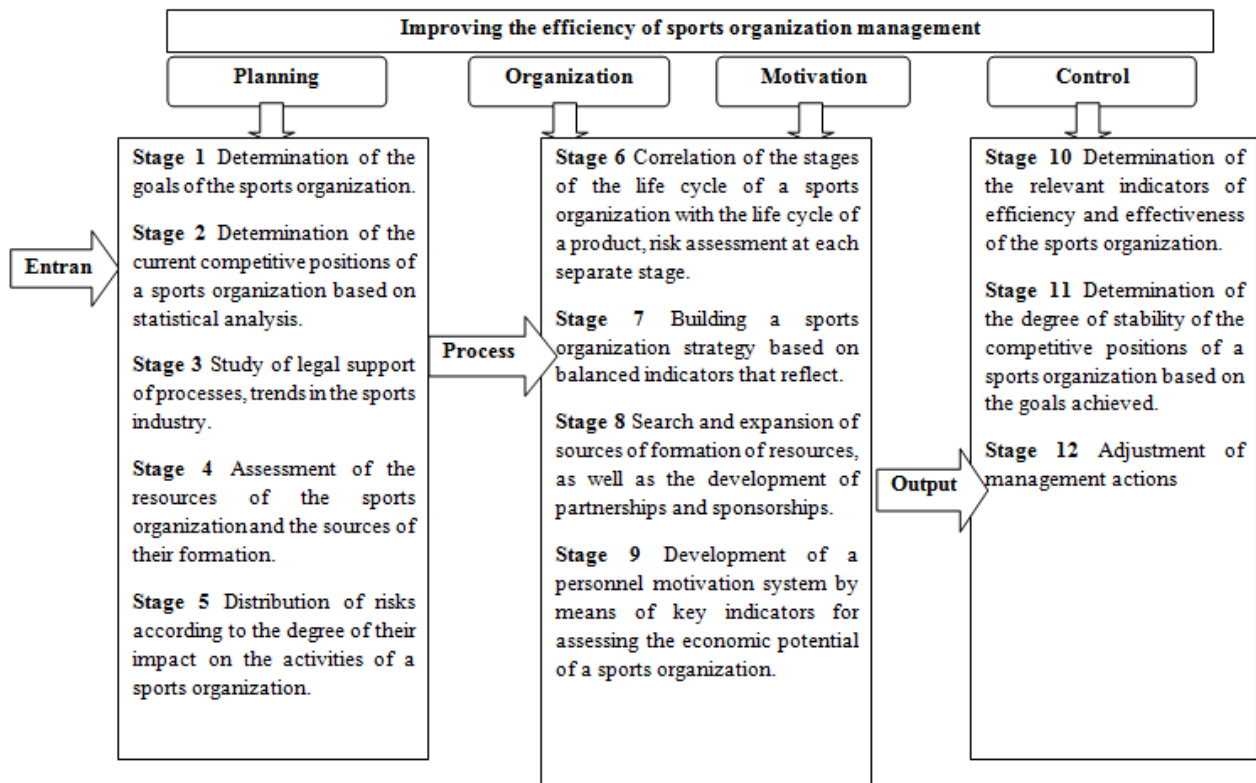 Improving the efficiency of sports organization management
Planning
Organization
Motivation
Control
Entran
Stage 1 Determination of the
goals of the sports organization.
Stage 2 Determination of the
current competitive positions of
a sports organization based on
statistical analysis.
Stage 3 Study of legal support
of processes, trends in the sports
industry.
Stage 4 Assessment of the
resources of the sports
organization and the sources of
their formation.
Stage 5 Distribution of risks
according to the degree of their
impact on the activities of a
sports organization.
Process
Stage 6 Correlation of the stages
of the life cycle of a sports
organization with the life cycle of
a product, risk assessment at each
separate stage.
Stage 7 Building a sports
organization strategy based on
balanced indicators that reflect.
Stage 8 Search and expansion of
sources of formation of resources,
as well as the development of
partnerships and sponsorships.
Stage 9 Development of a
personnel motivation system by
means of key indicators for
assessing the economic potential
of a sports organization.
Output
Stage 10 Determination of
the relevant indicators of
efficiency and effectiveness
of the sports organization.
Stage 11 Determination of
the degree of stability of the
competitive positions of a
sports organization based on
the goals achieved.
Stage 12 Adjustment of
management actions